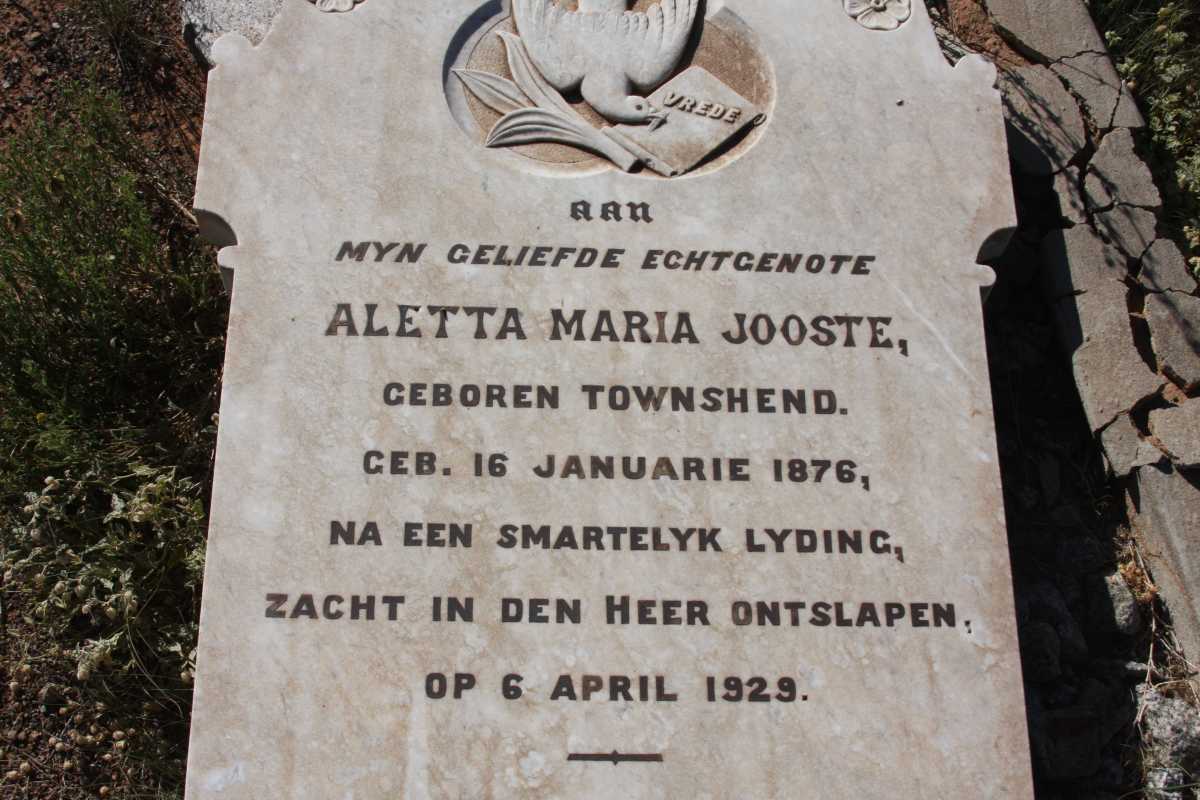 VREDE
AAN
MYN GELIEFDE ECHTGENOTE
ALETTA MARIA JOOSTE,
GEBOREN TOWNSHEND.
GEB. 16 JANUARIE 1876,
NA EEN SMARTELYK LYDING,
ZACHT IN DEN HEER ONTSLAPEN,
OP 6 APRIL 1929.